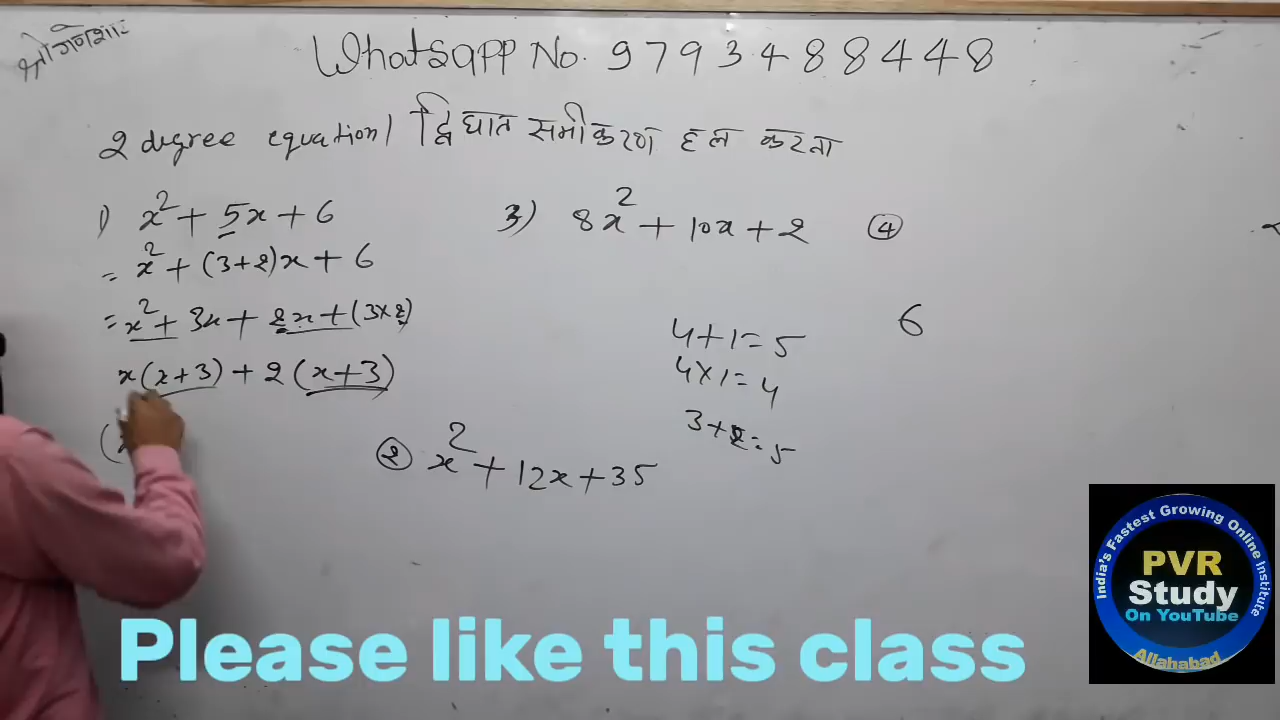 श्री गणेशाः
Whatsapp No. 9793488448
2 degree equation/ द्विघात समीकरण हल करना
1) x² + 5x + 6
= x² + (3+2)x + 6
= x² + 3x + 2x + (3×2)
x(x+3) + 2(x+3)
(x
② x² + 12x + 35
3) 8x² + 10x + 2
④
4+1=5
4×1=4
3+2=5
6
India's Fastest Growing Online Institute
PVR
Study
On YouTube
Allahabad
Please like this class